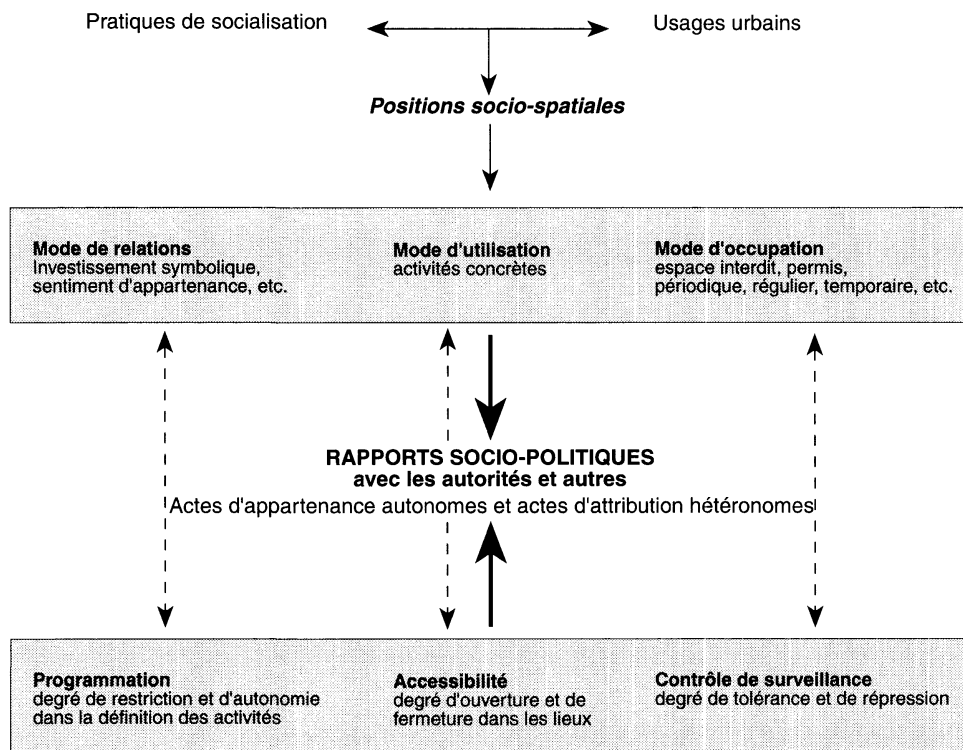 Pratiques de socialisation
Usages urbains
Positions socio-spatiales
Mode de relations
Investissement symbolique,
sentiment d'appartenance, etc.
Mode d'utilisation
activités concrètes
Mode d'occupation
espace interdit, permis,
périodique, régulier, temporaire, etc.
RAPPORTS SOCIO-POLITIQUES
avec les autorités et autres
Actes d'appartenance autonomes et actes d'attribution hétéronomes
Programmation
degré de restriction et d'autonomie
dans la définition des activités
Accessibilité
degré d'ouverture et de
fermeture dans les lieux
Contrôle de surveillance
degré de tolérance et de répression